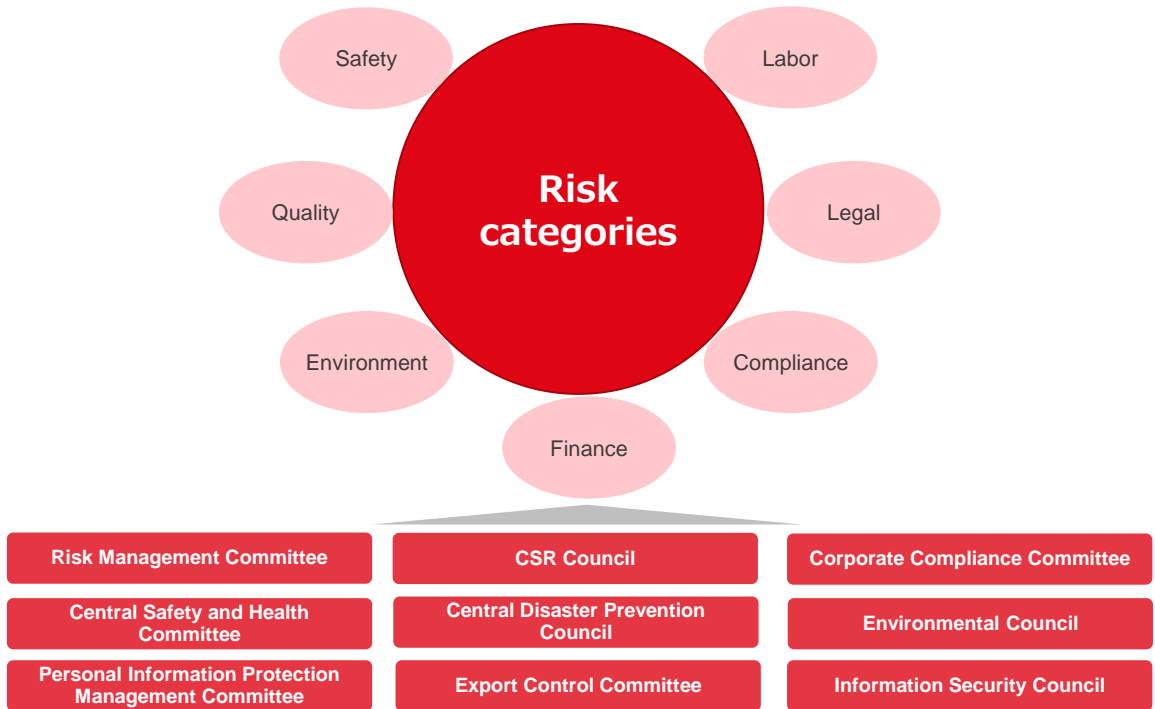 Safety
Labor
Risk
categories
Quality
Legal
Environment
Compliance
Finance
Risk Management Committee
CSR Council
Corporate Compliance Committee
Central Safety and Health
Committee
Central Disaster Prevention
Council
Environmental Council
Personal Information Protection
Management Committee
Export Control Committee
Information Security Council